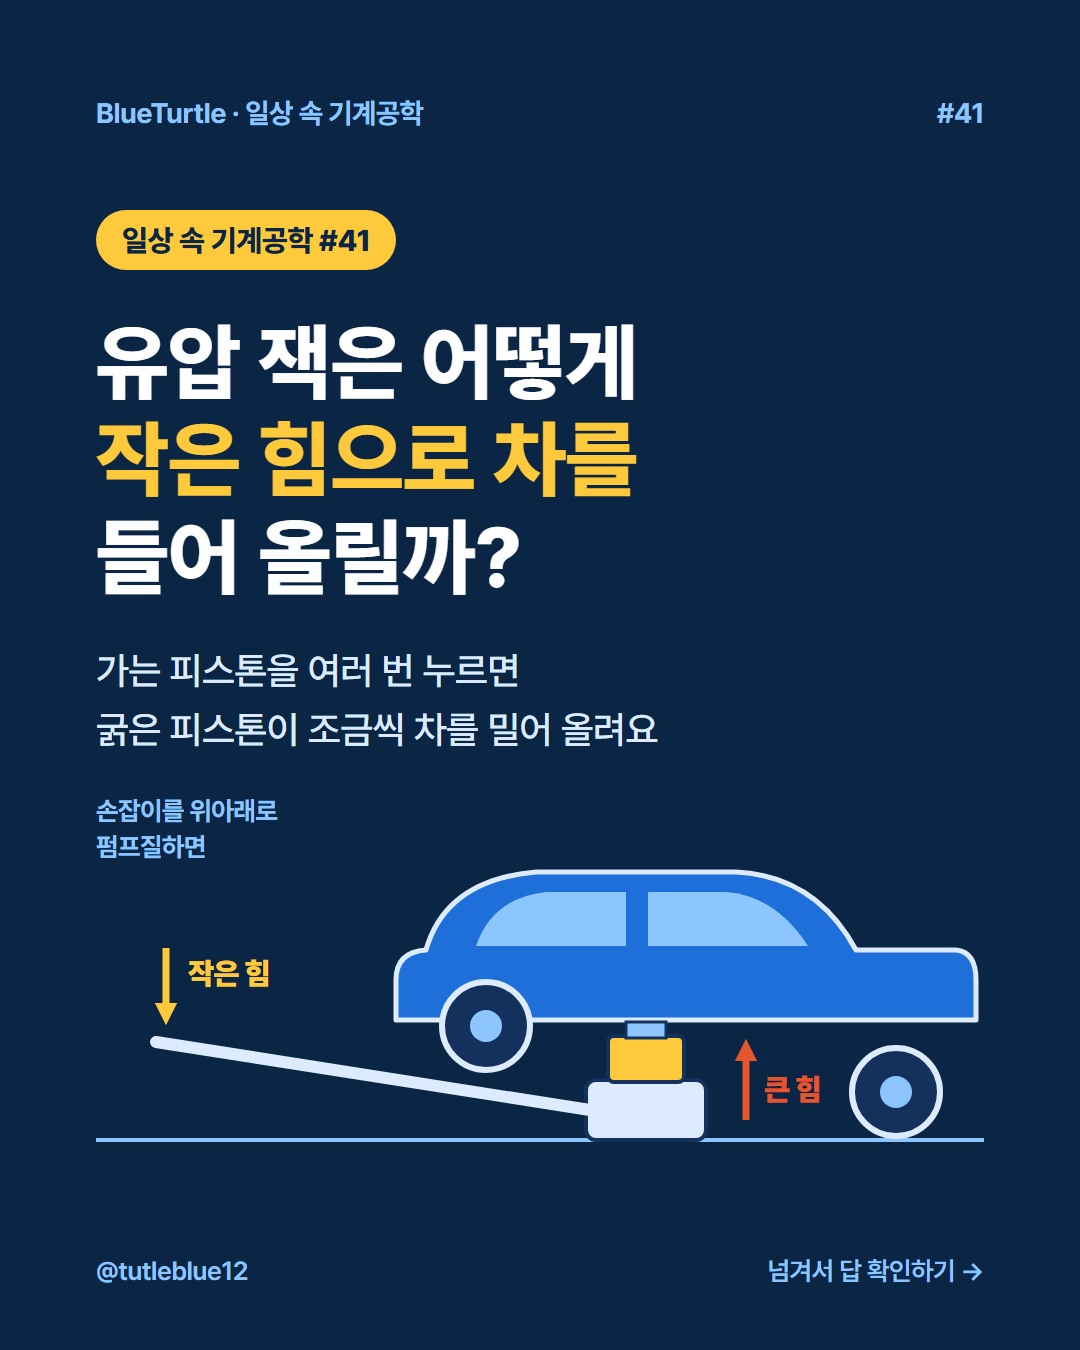 BlueTurtle · 일상 속 기계공학
#41
일상 속 기계공학 #41
유압 잭은 어떻게
작은 힘으로 차를
들어 올릴까?
가는 피스톤을 여러 번 누르면
굵은 피스톤이 조금씩 차를 밀어 올려요
손잡이를 위아래로
펌프질하면
작은 힘
큰 힘
@tutleblue12
넘겨서 답 확인하기 →